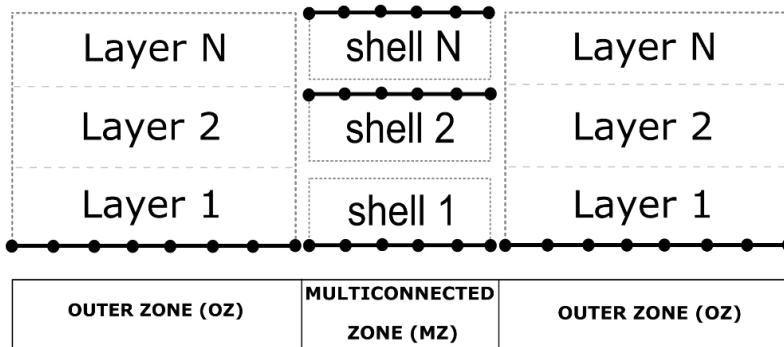 Layer N
shell N
Layer N
Layer 2
shell 2
Layer 2
Layer 1
shell 1
Layer 1
OUTER ZONE (OZ)
MULTICONNECTED
ZONE (MZ)
OUTER ZONE (OZ)